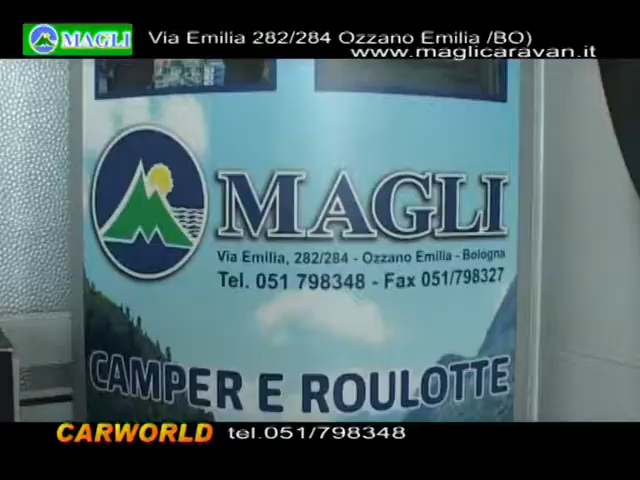 MAGLI Via Emilia 282/284 Ozzano Emilia /BO)
www.maglicaravan.it
MAGLI
Via Emilia, 282/284 - Ozzano Emilia - Bologna
Tel. 051 798348 - Fax 051/798327
CAMPER E ROULOTTE
CARWORLD tel.051/798348